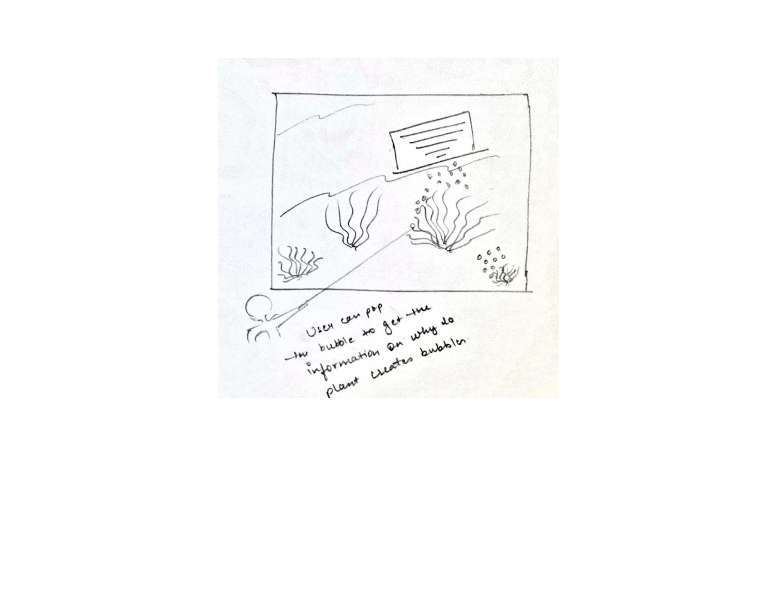 User can pop
the bubble to get the
information on why do
plant creates bubbles